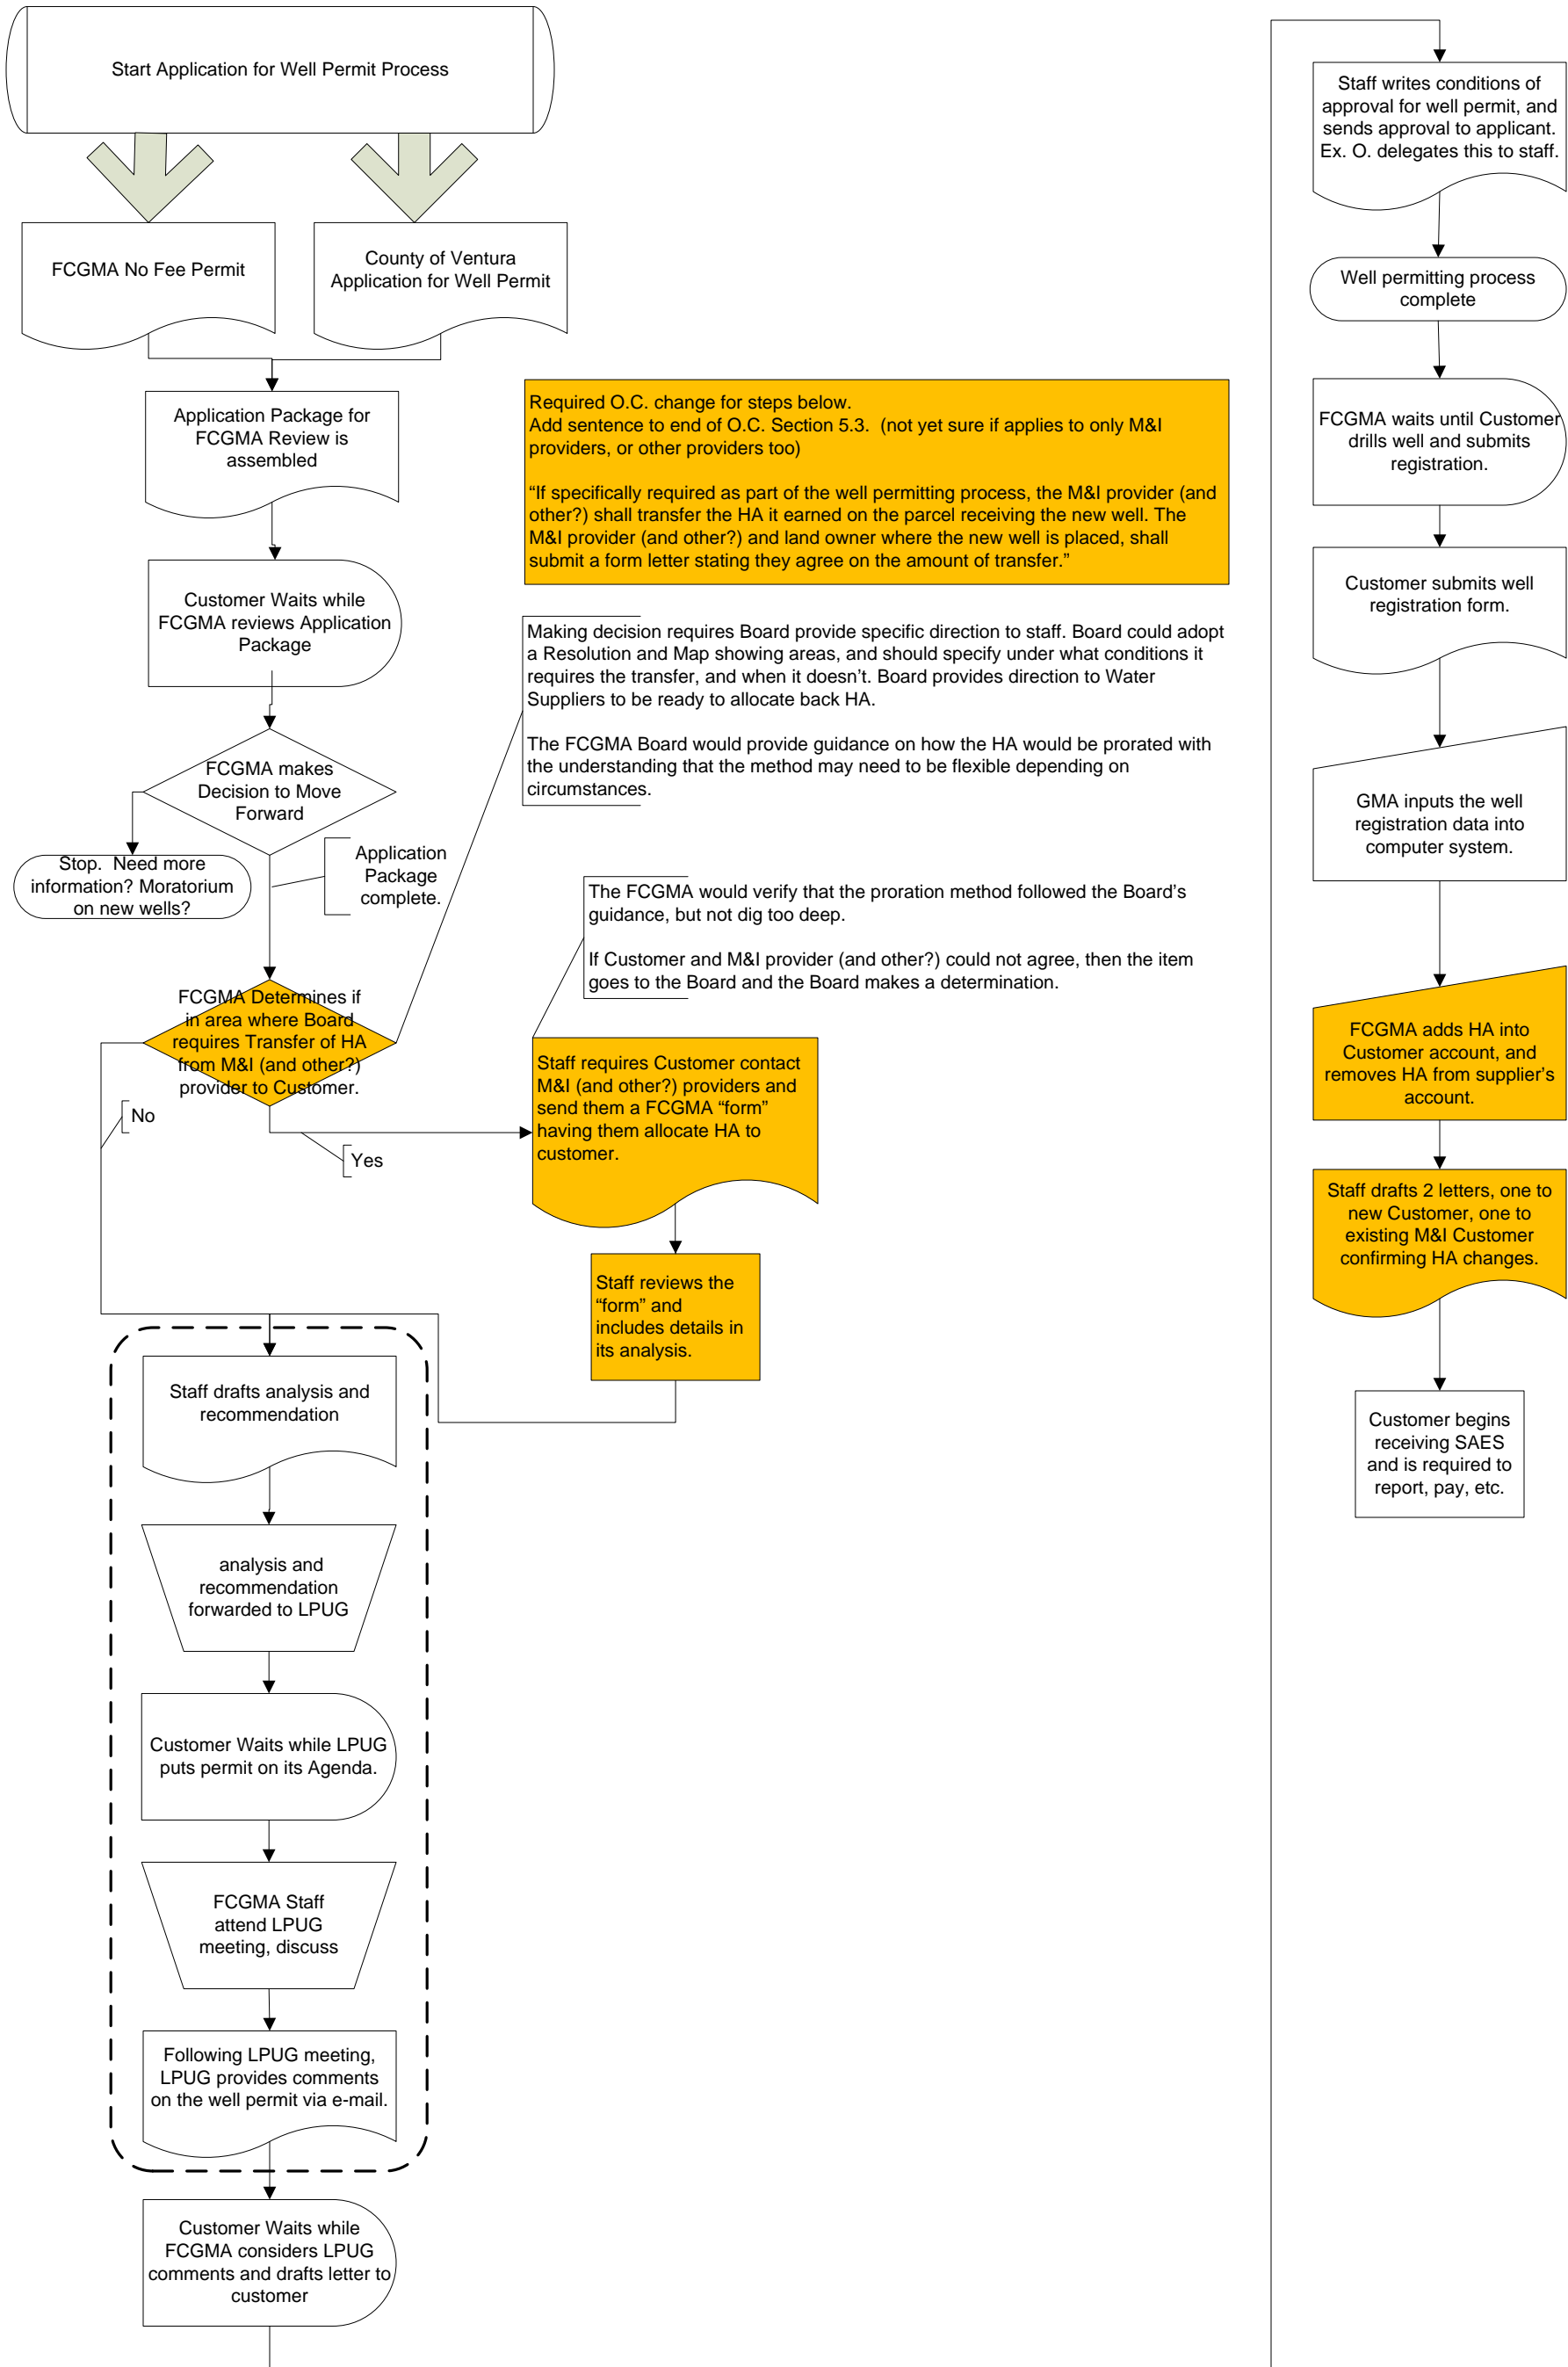 Start Application for Well Permit Process
FCGMA No Fee Permit
County of Ventura
Application for Well Permit
Application Package for
FCGMA Review is
assembled
Customer Waits while
FCGMA reviews Application
Package
FCGMA makes
Decision to Move
Forward
Stop.  Need more
information? Moratorium
on new wells?
Application
Package
complete.
Required O.C. change for steps below.
Add sentence to end of O.C. Section 5.3.  (not yet sure if applies to only M&I
providers, or other providers too)
“If specifically required as part of the well permitting process, the M&I provider (and
other?) shall transfer the HA it earned on the parcel receiving the new well. The
M&I provider (and other?) and land owner where the new well is placed, shall
submit a form letter stating they agree on the amount of transfer.”
Making decision requires Board provide specific direction to staff. Board could adopt
a Resolution and Map showing areas, and should specify under what conditions it
requires the transfer, and when it doesn’t. Board provides direction to Water
Suppliers to be ready to allocate back HA.
The FCGMA Board would provide guidance on how the HA would be prorated with
the understanding that the method may need to be flexible depending on
circumstances.
The FCGMA would verify that the proration method followed the Board’s
guidance, but not dig too deep.
If Customer and M&I provider (and other?) could not agree, then the item
goes to the Board and the Board makes a determination.
FCGMA Determines if
in area where Board
requires Transfer of HA
from M&I (and other?)
provider to Customer.
No
Yes
Staff requires Customer contact
M&I (and other?) providers and
send them a FCGMA “form”
having them allocate HA to
customer.
Staff reviews the
“form” and
includes details in
its analysis.
Staff drafts analysis and
recommendation
analysis and
recommendation
forwarded to LPUG
Customer Waits while LPUG
puts permit on its Agenda.
FCGMA Staff
attend LPUG
meeting, discuss
Following LPUG meeting,
LPUG provides comments
on the well permit via e-mail.
Customer Waits while
FCGMA considers LPUG
comments and drafts letter to
customer
Staff writes conditions of
approval for well permit, and
sends approval to applicant.
Ex. O. delegates this to staff.
Well permitting process
complete
FCGMA waits until Customer
drills well and submits
registration.
Customer submits well
registration form.
GMA inputs the well
registration data into
computer system.
FCGMA adds HA into
Customer account, and
removes HA from supplier’s
account.
Staff drafts 2 letters, one to
new Customer, one to
existing M&I Customer
confirming HA changes.
Customer begins
receiving SAES
and is required to
report, pay, etc.